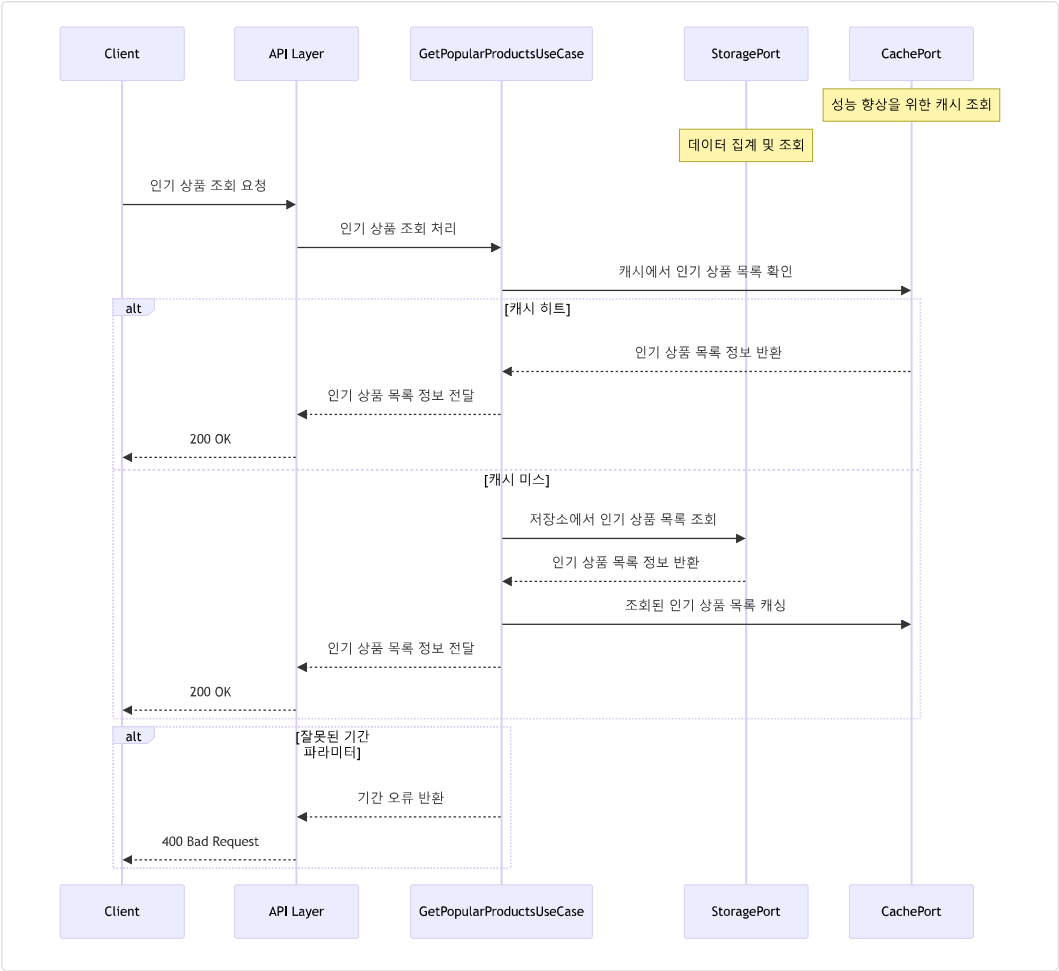 Client
API Layer
GetPopularProductsUseCase
StoragePort
CachePort
성능 향상을 위한 캐시 조회
데이터 집계 및 조회
인기 상품 조회 요청
인기 상품 조회 처리
캐시에서 인기 상품 목록 확인
alt
[캐시 히트]
인기 상품 목록 정보 반환
인기 상품 목록 정보 전달
200 OK
[캐시 미스]
저장소에서 인기 상품 목록 조회
인기 상품 목록 정보 반환
조회된 인기 상품 목록 캐싱
인기 상품 목록 정보 전달
200 OK
alt
[잘못된 기간
파라미터]
기간 오류 반환
400 Bad Request
Client
API Layer
GetPopularProductsUseCase
StoragePort
CachePort